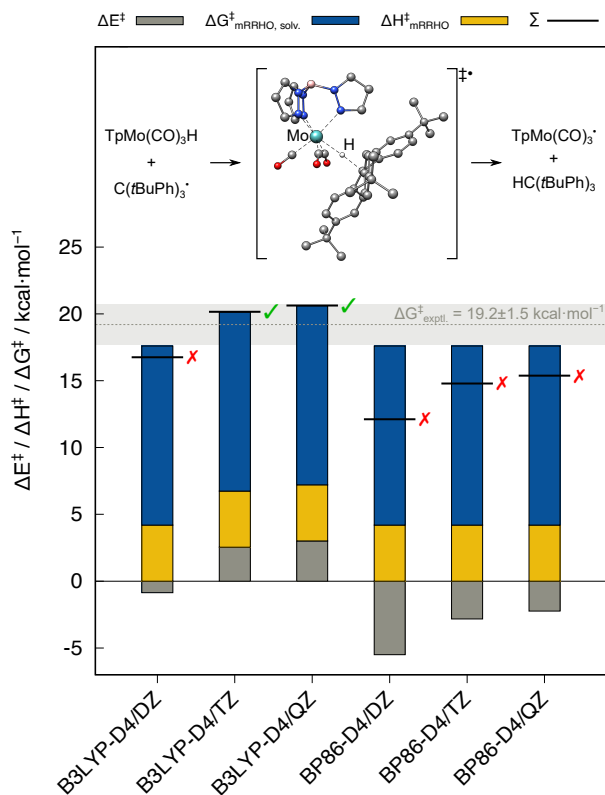 ΔE‡ ΔG‡mRRHO, solv. ΔH‡mRRHO Σ
‡•
Mo H
TpMo(CO)3H
+
C(tBuPh)3•
TpMo(CO)3•
+
HC(tBuPh)3
ΔE‡ / ΔH‡ / ΔG‡ / kcal·mol−1
25
20
15
10
5
0
-5
ΔG‡exptl. = 19.2±1.5 kcal·mol−1
✗ ✓ ✓ ✗ ✗ ✗
B3LYP-D4/DZ
B3LYP-D4/TZ
B3LYP-D4/QZ
BP86-D4/DZ
BP86-D4/TZ
BP86-D4/QZ